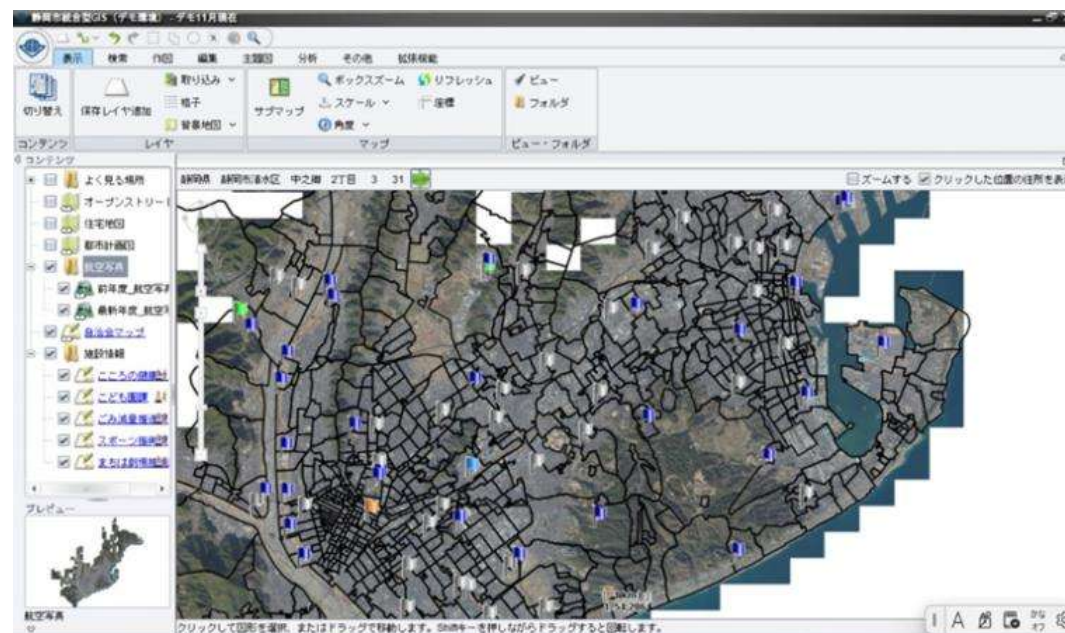 静岡市統合型GIS（デモ環境） - デモ11月現在
表示 検索 作図 編集 主題図 分析 その他 拡張機能
切り替え
保存レイヤ追加
取り込み
格子
背景地図
サブマップ
ボックスズーム
スケール
角度
リフレッシュ
座標
ビュー
フォルダ
コンテンツ レイヤ マップ ビュー・フォルダ
コンテンツ
静岡県 静岡市清水区 中之郷 2丁目 3 31
ズームする クリックした位置の住所を表
よく見る場所
オープンストリー
住宅地図
都市計画図
航空写真
前年度_航空写
最新年度_航空
自治会マップ
施設情報
こころの健康
こども園課
ごみ減量推進
スポーツ振興
プレビュー
航空写真
クリックして図形を選択、またはドラッグで移動します。Shiftキーを押しながらドラッグすると回転します。
A
かな